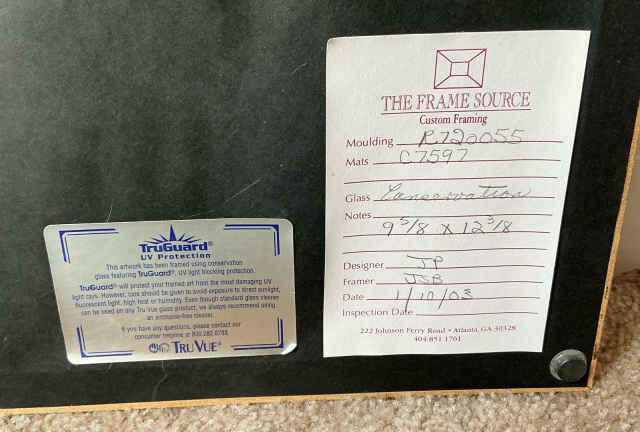 THE FRAME SOURCE
Custom Framing
Moulding R720055
Mats C7597
Glass Conservation
Notes
9 5/8 x 12 3/8
Designer JP
Framer JSB
Date 1/10/03
Inspection Date
222 Johnson Ferry Road • Atlanta, GA 30328
404 851 1761
TruGuard®
UV Protection
This artwork has been framed using conservation
glass featuring TruGuard®, UV light blocking protection.
TruGuard® will protect your framed art from the most damaging UV
light rays. However, care should be given to avoid exposure to direct sunlight,
fluorescent light, high heat or humidity. Even though standard glass cleaner
can be used on any Tru Vue glass product, we always recommend using
an ammonia-free cleaner.
If you have any questions, please contact our
consumer helpline at 800.282.8788.
TRU VUE®